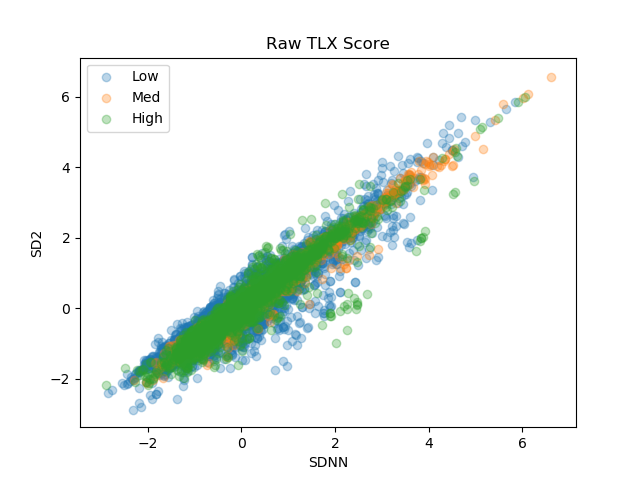 Raw TLX Score
Low
Med
High
SD2
6
4
2
0
−2
−2 0 2 4 6
SDNN